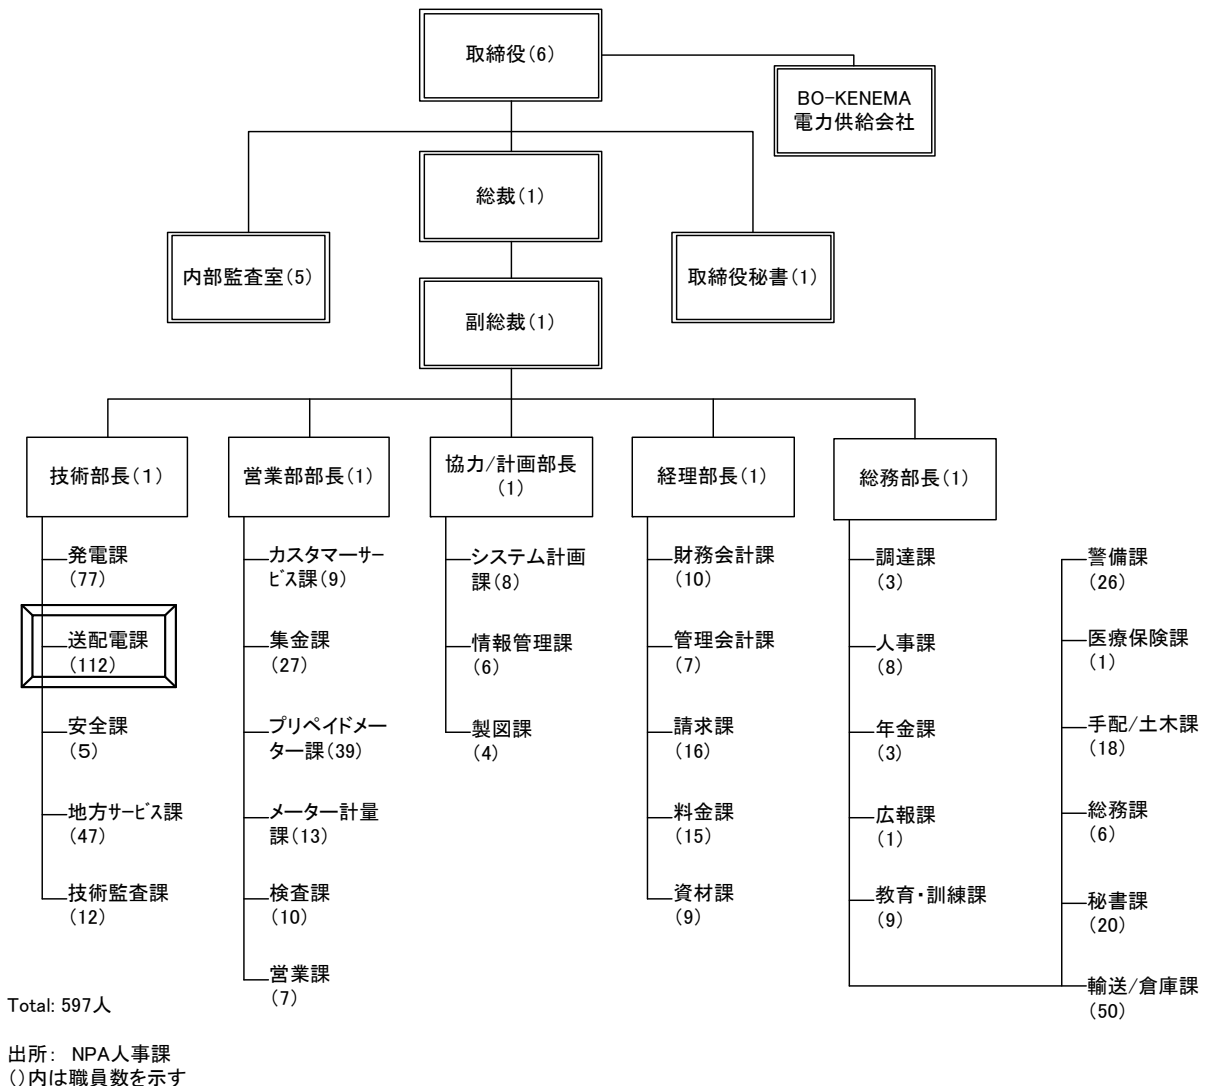 取締役(6)
BO-KENEMA
電力供給会社
総裁(1)
内部監査室(5)
取締役秘書(1)
副総裁(1)
技術部長(1)
営業部部長(1)
協力/計画部長
(1)
経理部長(1)
総務部長(1)
発電課
(77)
送配電課
(112)
安全課
(5)
地方サービス課
(47)
技術監査課
(12)
カスタマーサー
ビス課(9)
集金課
(27)
プリペイドメー
ター課(39)
メーター計量
課(13)
検査課
(10)
営業課
(7)
システム計画
課(8)
情報管理課
(6)
製図課
(4)
財務会計課
(10)
管理会計課
(7)
請求課
(16)
料金課
(15)
資材課
(9)
調達課
(3)
人事課
(8)
年金課
(3)
広報課
(1)
教育・訓練課
(9)
警備課
(26)
医療保険課
(1)
手配/土木課
(18)
総務課
(6)
秘書課
(20)
輸送/倉庫課
(50)
Total: 597人
出所: NPA人事課
()内は職員数を示す